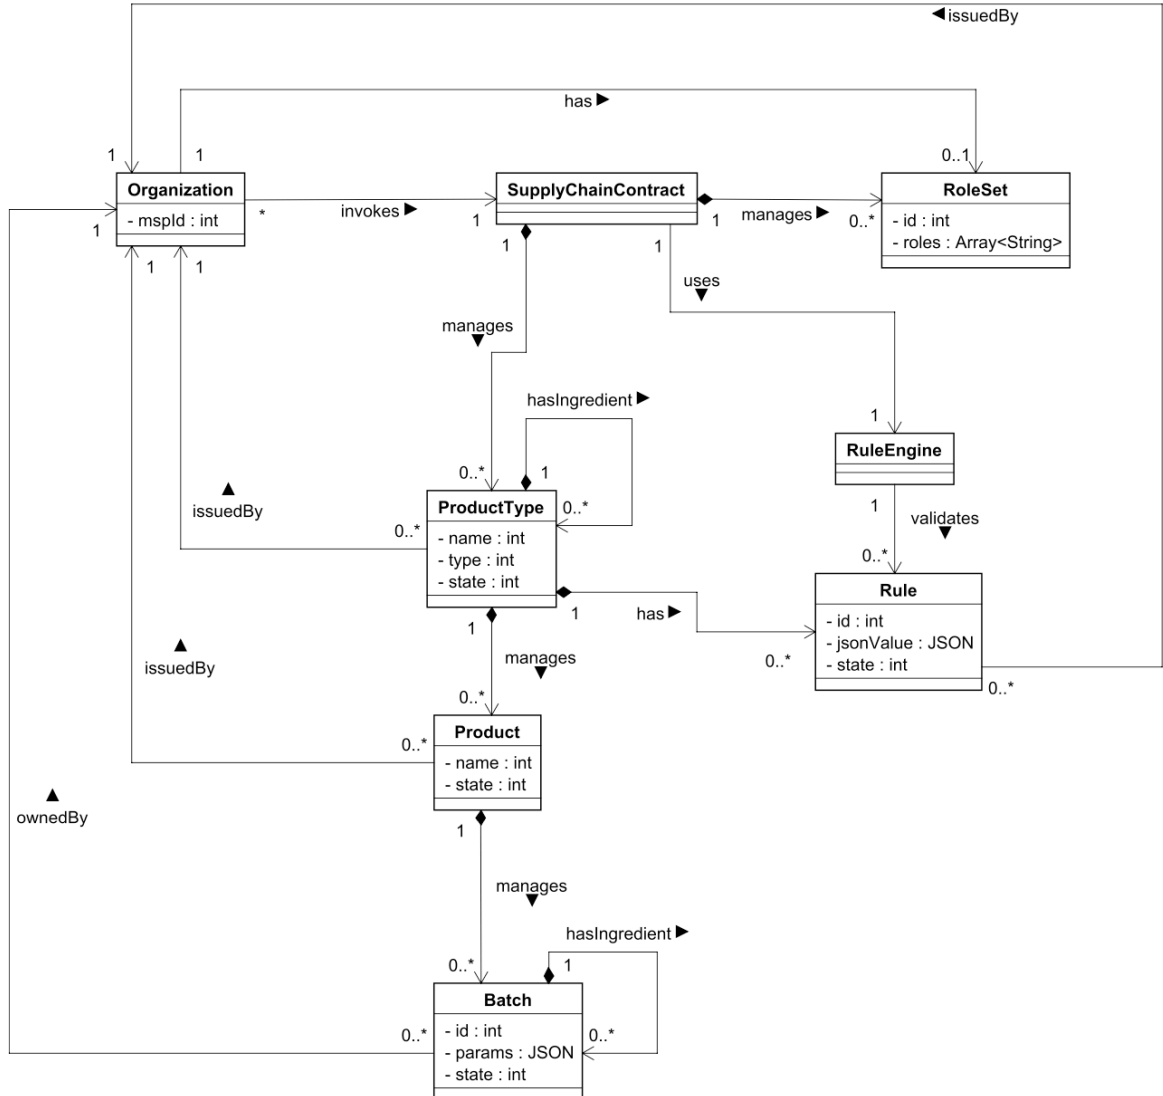 ◀ issuedBy
has ▶
1
1
0..1
Organization
- mspId : int
SupplyChainContract
RoleSet
- id : int
- roles : Array<String>
*
invokes ▶
1
1
manages ▶
0..*
1
1
1
1
1
uses
▼
manages
▼
hasIngredient ▶
1
RuleEngine
0..*
1
▲
issuedBy
ProductType
- name : int
- type : int
- state : int
0..*
0..*
1
validates
▼
0..*
Rule
- id : int
- jsonValue : JSON
- state : int
1
has ▶
1
0..*
0..*
▲
issuedBy
manages
▼
0..*
Product
- name : int
- state : int
0..*
▲
ownedBy
1
manages
▼
hasIngredient ▶
0..*
1
Batch
- id : int
- params : JSON
- state : int
0..*
0..*